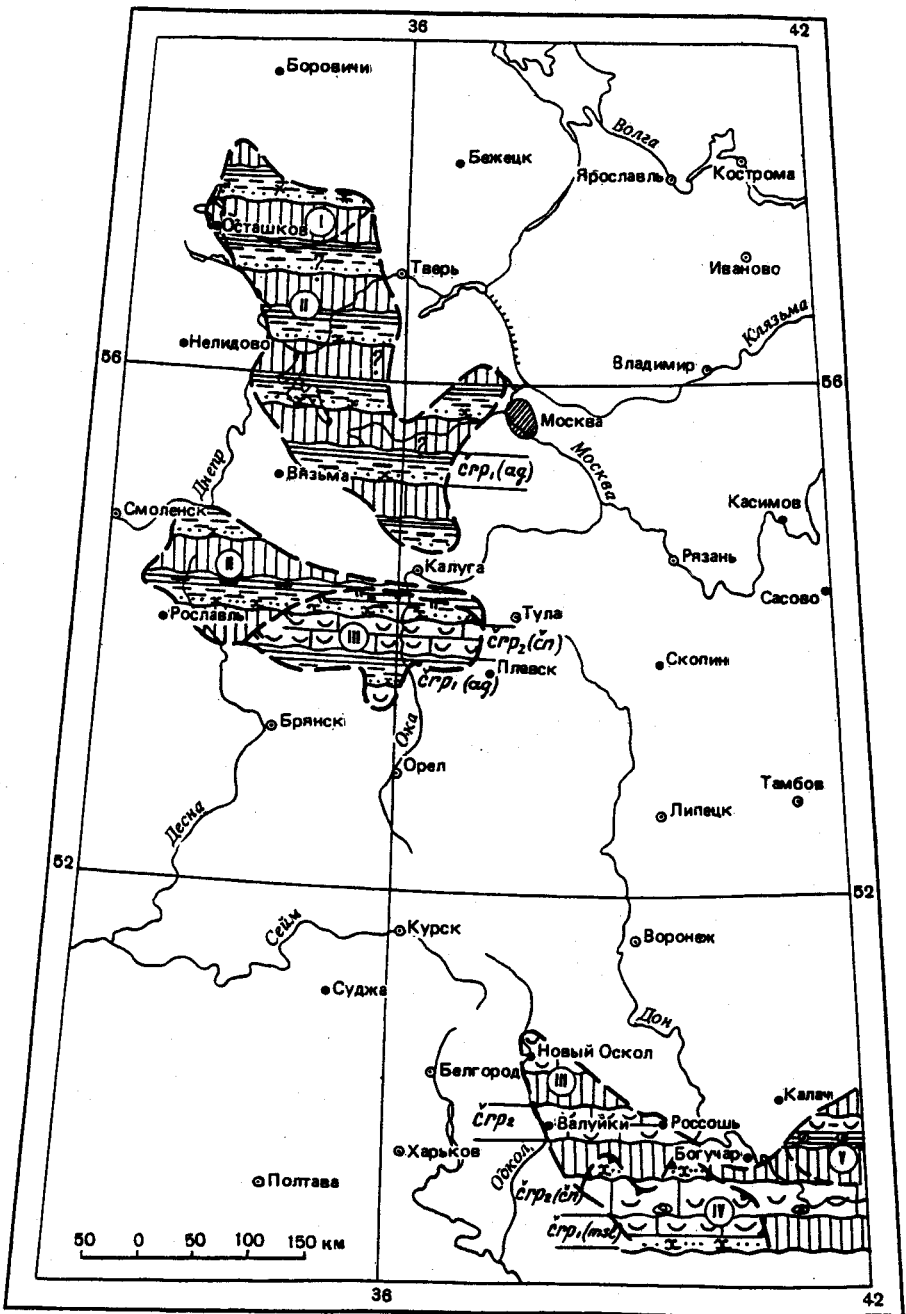 36
42
Боровичи
Волга
Бежецк
Ярославль
Кострома
I
Осташков
Тверь
Иваново
?
II
Клязьма
Нелидово
?
Владимир
56
56
Москва
?
Днепр
Вязьма
črp₁(ag)
Москва
Касимов
Смоленск
Рязань
II
Калуга
Сасово
Рославль
Тула
III
črp₂(čn)
Скопин
Плавск
črp₁(ag)
Брянск
Ока
Орел
Тамбов
Десна
Липецк
52
52
Сейм
Курск
Воронеж
Суджа
Дон
Новый Оскол
Белгород
III
Калач
črp₂
Валуйки
Россошь
Харьков
Богучар
V
Оскол
Полтава
črp₂(čn)
IV
črp₁(msl)
50 0 50 100 150 км
36
42